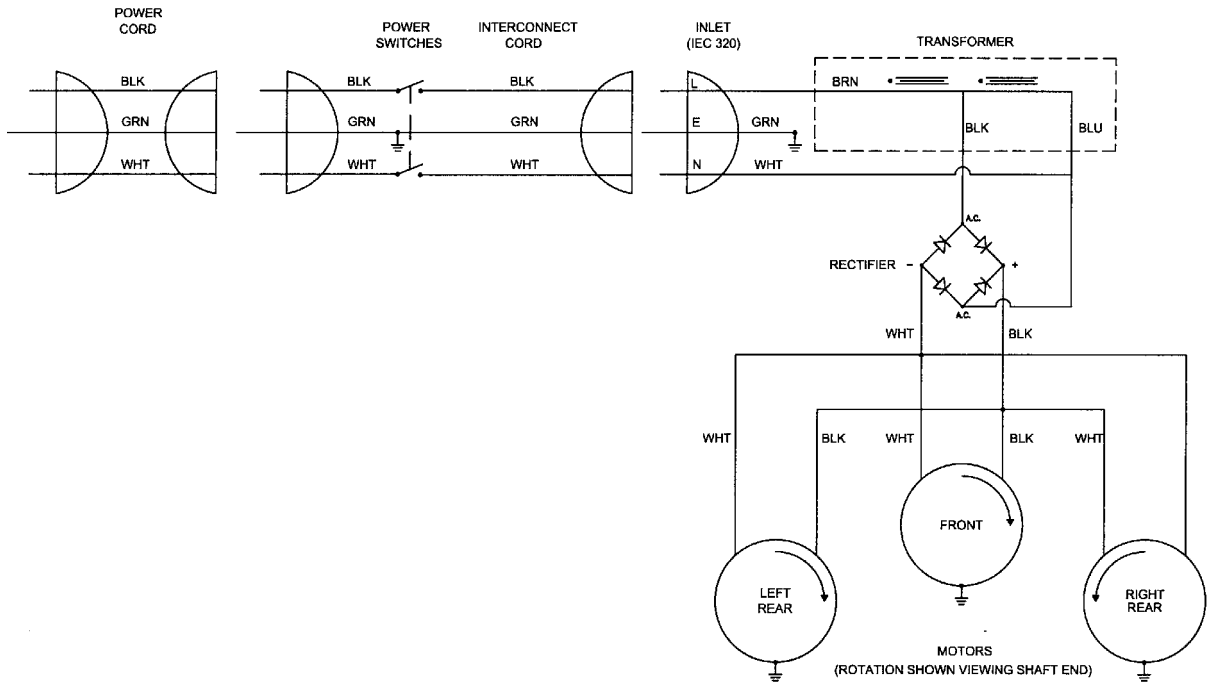 POWER
CORD
POWER
SWITCHES
INTERCONNECT
CORD
INLET
(IEC 320)
TRANSFORMER
BLK
BLK
BLK
L
BRN
GRN
GRN
GRN
E
GRN
BLK
BLU
WHT
WHT
WHT
N
WHT
A.C.
RECTIFIER
-
+
A.C.
WHT
BLK
WHT
BLK
WHT
BLK
WHT
FRONT
LEFT
REAR
RIGHT
REAR
MOTORS
(ROTATION SHOWN VIEWING SHAFT END)